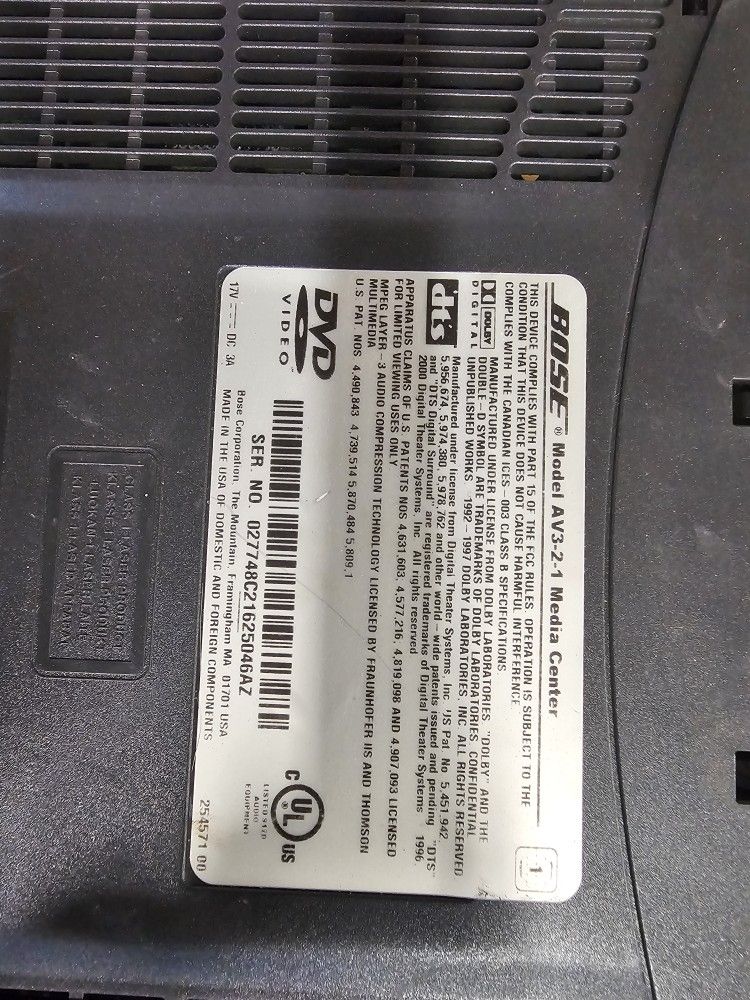 BOSE ® Model AV3-2-1 Media Center
THIS DEVICE COMPLIES WITH PART 15 OF THE FCC RULES. OPERATION IS SUBJECT TO THE
CONDITION THAT THIS DEVICE DOES NOT CAUSE HARMFUL INTERFERENCE
COMPLIES WITH THE CANADIAN ICES-003 CLASS B SPECIFICATIONS.
1
DOLBY
DIGITAL
MANUFACTURED UNDER LICENSE FROM DOLBY LABORATORIES "DOLBY" AND THE
DOUBLE-D SYMBOL ARE TRADEMARKS OF DOLBY LABORATORIES CONFIDENTIAL
UNPUBLISHED WORKS 1992-1997 DOLBY LABORATORIES, INC ALL RIGHTS RESERVED
dts
Manufactured under license from Digital Theater Systems, Inc. US Pat No 5,451,942
5,956,674, 5,974,380, 5,978,762 and other world-wide patents issued and pending "DTS"
and "DTS Digital Surround" are registered trademarks of Digital Theater Systems 1996
2000 Digital Theater Systems, Inc. All rights reserved
APPARATUS CLAIMS OF U.S. PATENTS NOS 4,631,603, 4,577,216, 4,819,098 AND 4,907,093 LICENSED
FOR LIMITED VIEWING USES ONLY
MPEG LAYER-3 AUDIO COMPRESSION TECHNOLOGY LICENSED BY FRAUNHOFER IIS AND THOMSON
MULTIMEDIA
U.S. PAT. NOS 4,490,843 4,739,514 5,870,484 5,809,1
DVD
VIDEO
SER. NO. 027748C21625046AZ
C UL ® US
LISTED
AUDIO
EQUIPMENT
17V DC 3A
Bose Corporation, The Mountain, Framingham MA 01701 USA
MADE IN THE USA OF DOMESTIC AND FOREIGN COMPONENTS
254571 00